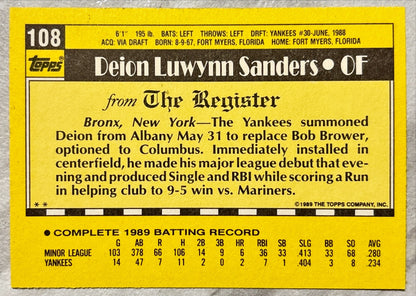 108
6'1" 195 lb. BATS: LEFT THROWS: LEFT DRFT: YANKEES #30-JUNE, 1988
ACQ: VIA DRAFT BORN: 8-9-67, FORT MYERS, FLORIDA HOME: FORT MYERS, FLORIDA
TOPPS®
Deion Luwynn Sanders • OF
from The Register
Bronx, New York—The Yankees summoned
Deion from Albany May 31 to replace Bob Brower,
optioned to Columbus. Immediately installed in
centerfield, he made his major league debut that eve-
ning and produced Single and RBI while scoring a Run
in helping club to 9-5 win vs. Mariners.
* * ©1989 THE TOPPS COMPANY, INC.
● COMPLETE 1989 BATTING RECORD
G AB R H 2B 3B HR RBI SB SLG BB SO AVG
MINOR LEAGUE 103 378 66 106 14 9 6 36 33 .413 33 68 .280
YANKEES 14 47 7 11 2 0 2 7 1 .404 3 8 .234